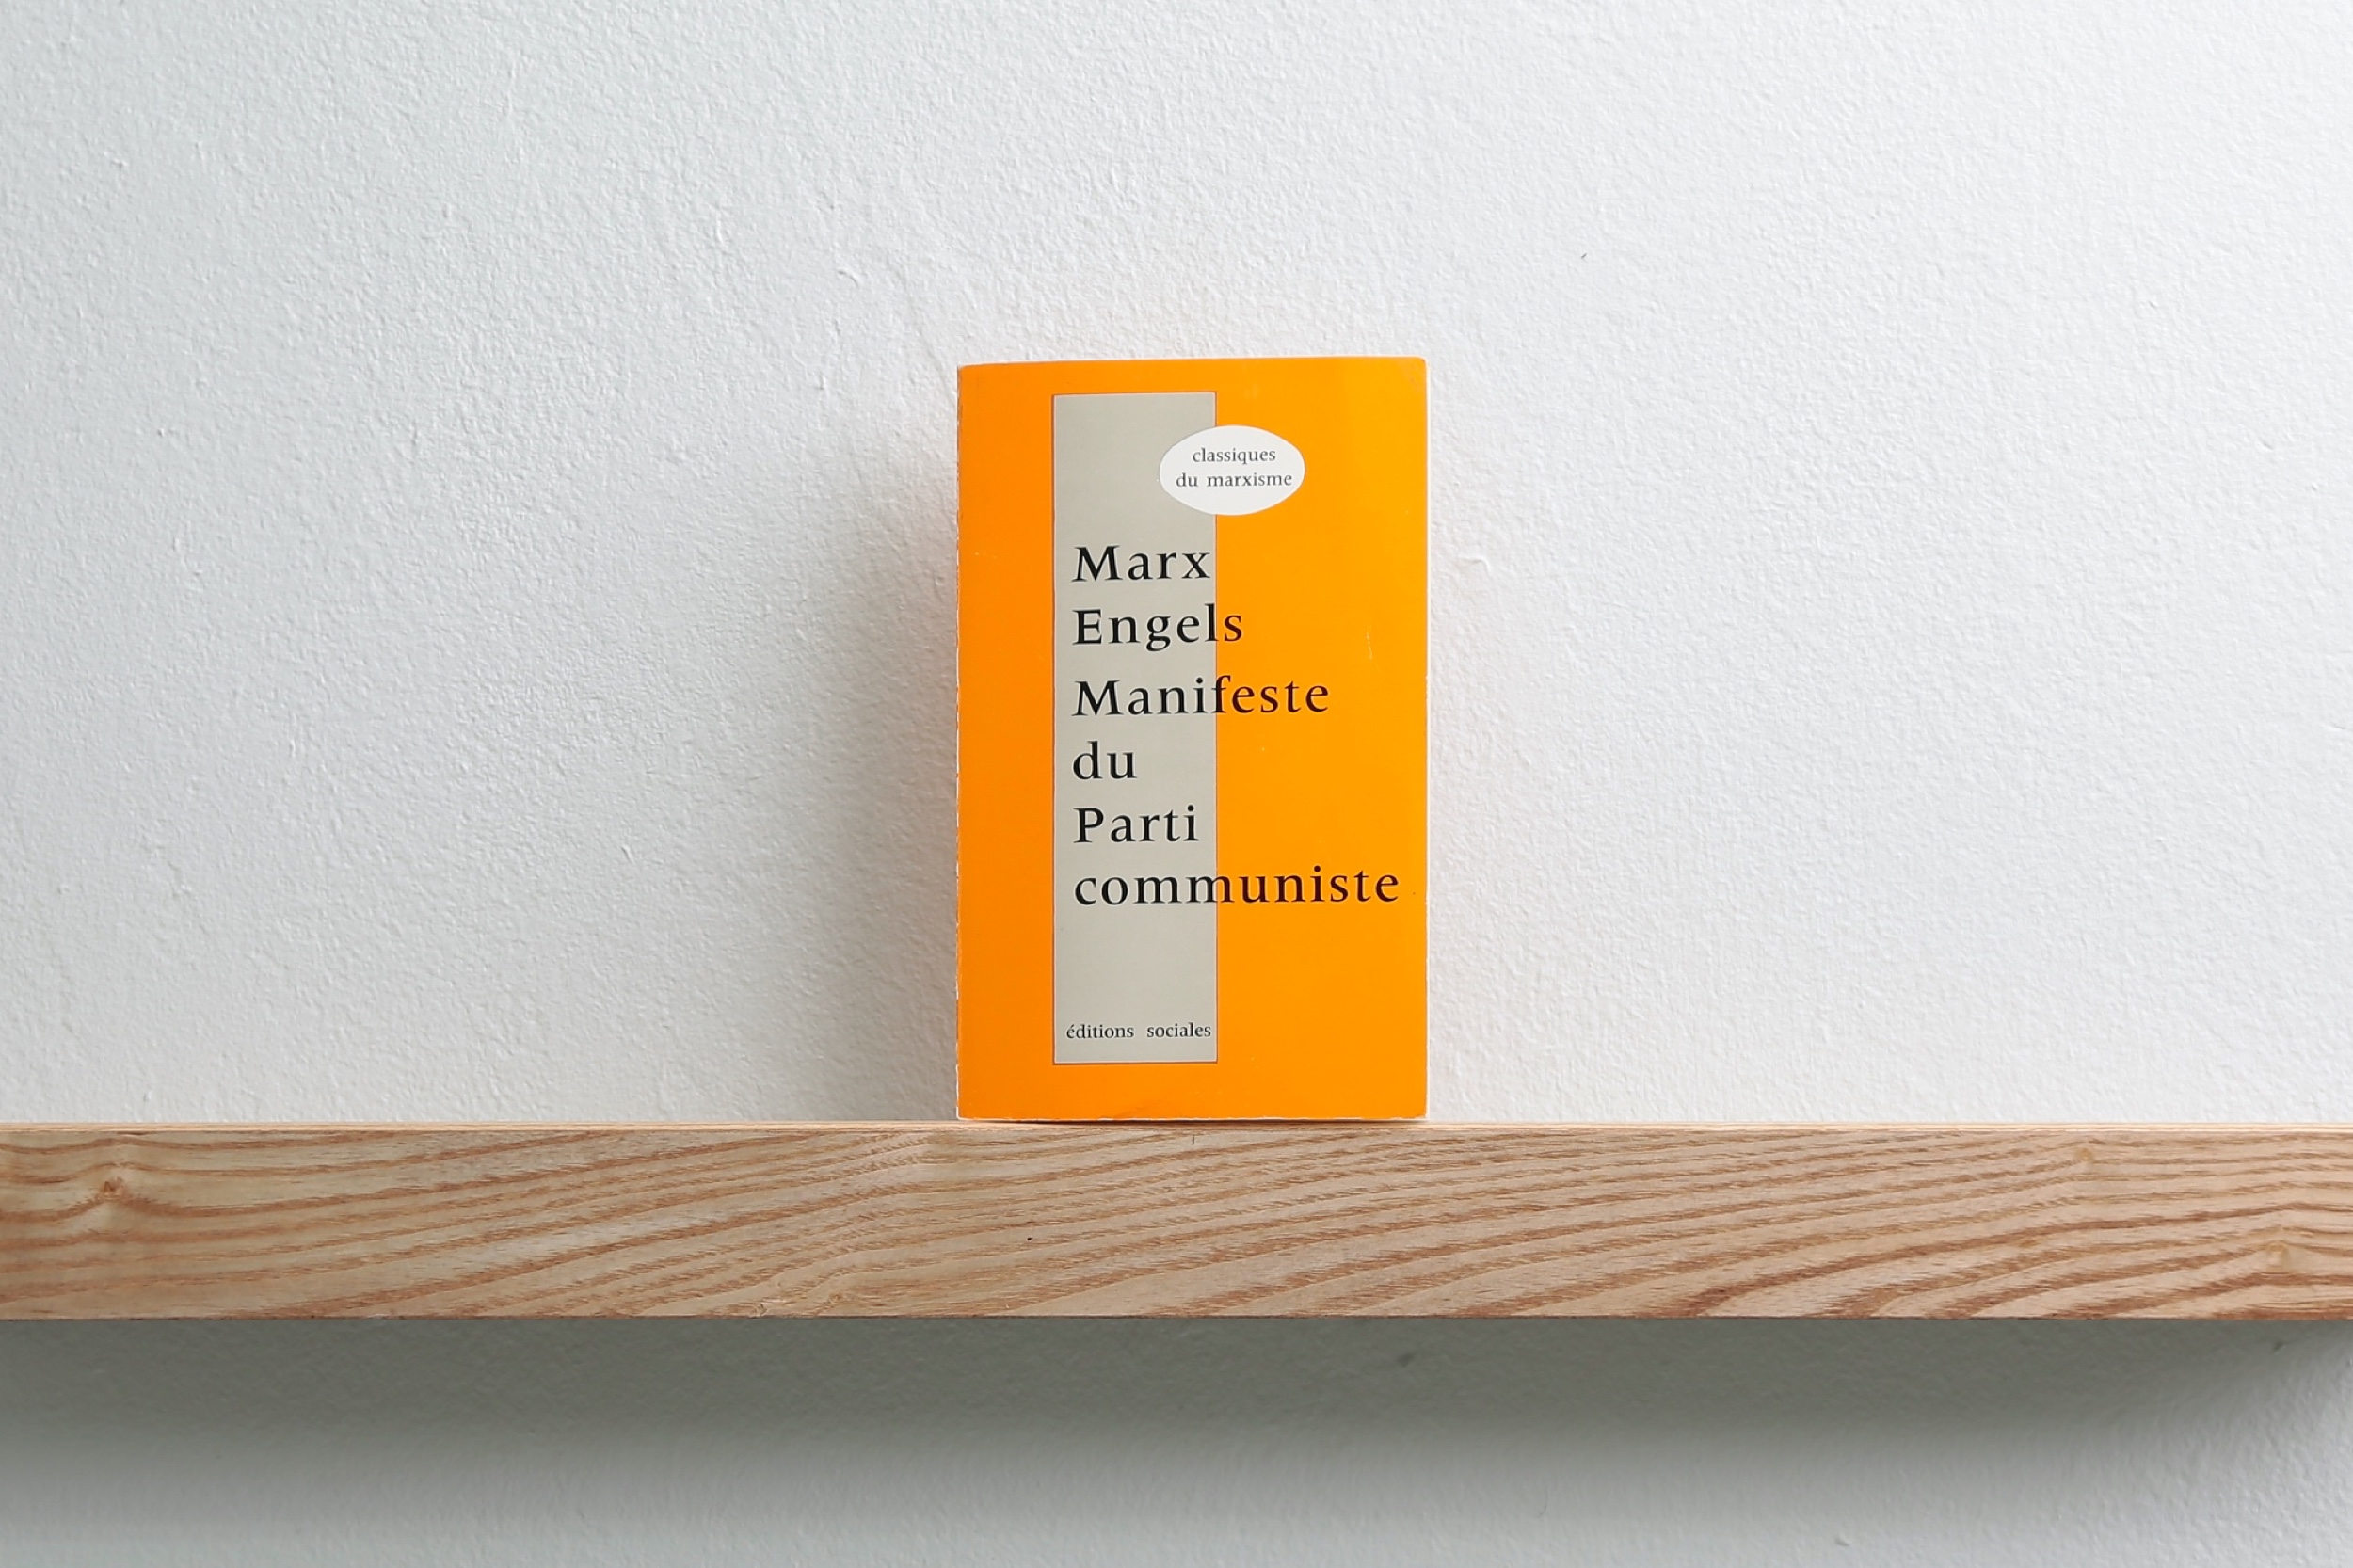 classiques
du marxisme
Marx
Engels
Manifeste
du
Parti
communiste
éditions sociales